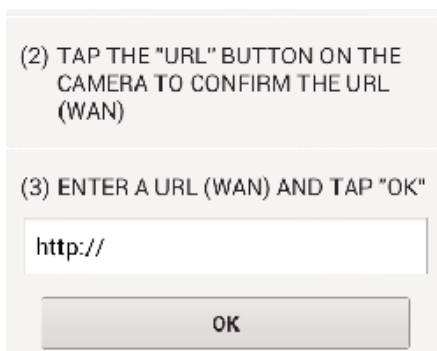 (2) TAP THE "URL" BUTTON ON THE
CAMERA TO CONFIRM THE URL
(WAN)
(3) ENTER A URL (WAN) AND TAP "OK"
http://
OK